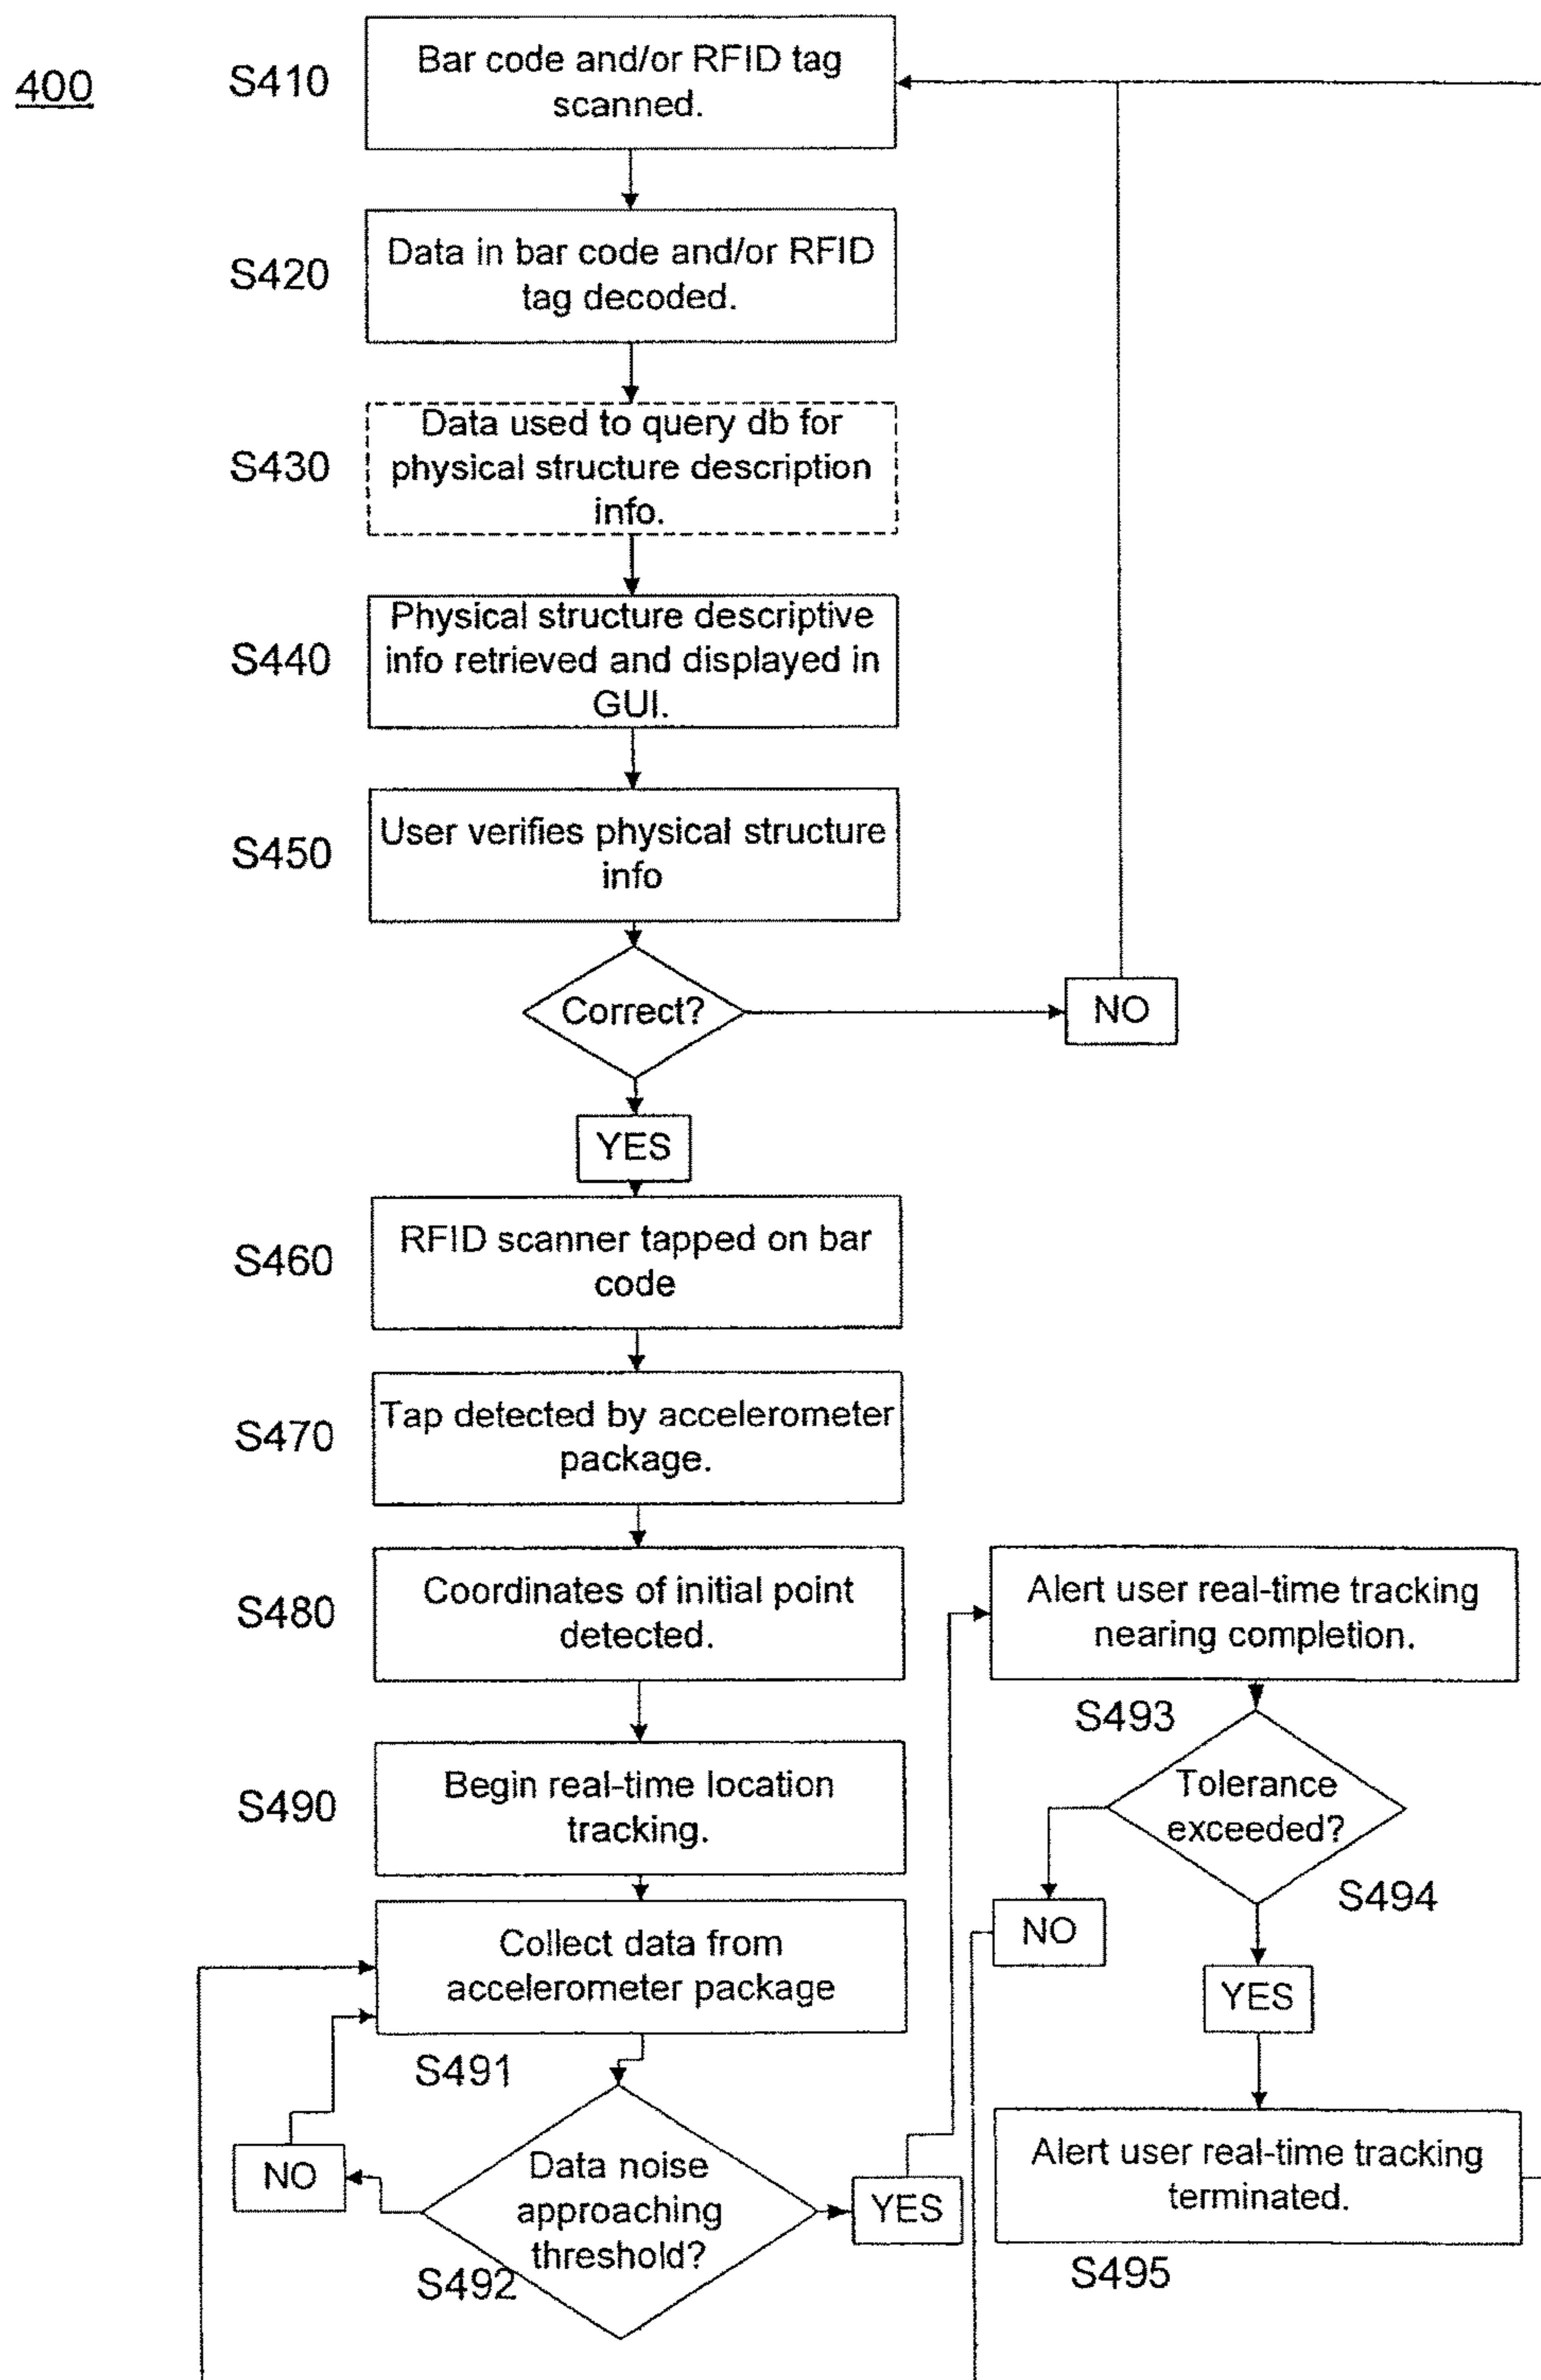 400
S410
Bar code and/or RFID tag
scanned.
S420
Data in bar code and/or RFID
tag decoded.
S430
Data used to query db for
physical structure description
info.
S440
Physical structure descriptive
info retrieved and displayed in
GUI.
S450
User verifies physical structure
info
Correct?
NO
YES
S460
RFID scanner tapped on bar
code
S470
Tap detected by accelerometer
package.
S480
Coordinates of initial point
detected.
S490
Begin real-time location
tracking.
Collect data from
accelerometer package
S491
Data noise
approaching
threshold?
S492
NO
YES
Alert user real-time tracking
nearing completion.
S493
Tolerance
exceeded?
S494
NO
YES
Alert user real-time tracking
terminated.
S495